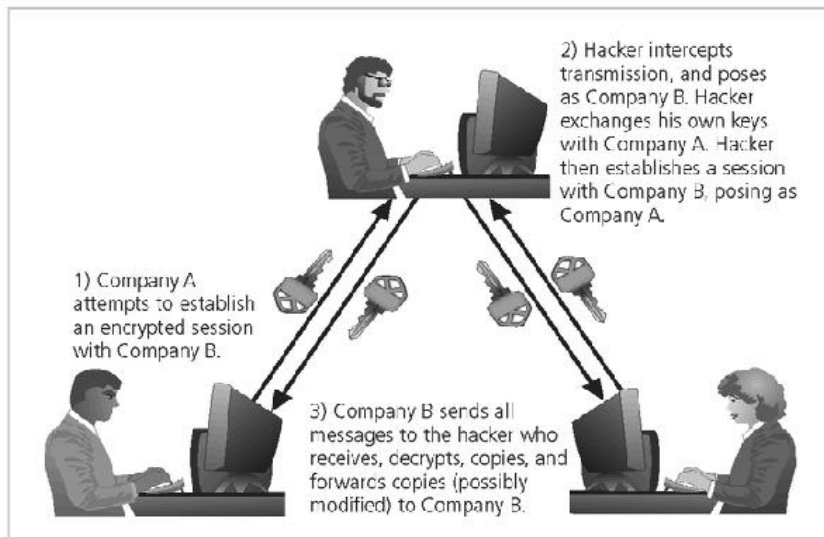 2) Hacker intercepts
transmission, and poses
as Company B. Hacker
exchanges his own keys
with Company A. Hacker
then establishes a session
with Company B, posing as
Company A.
1) Company A
attempts to establish
an encrypted session
with Company B.
3) Company B sends all
messages to the hacker who
receives, decrypts, copies, and
forwards copies (possibly
modified) to Company B.